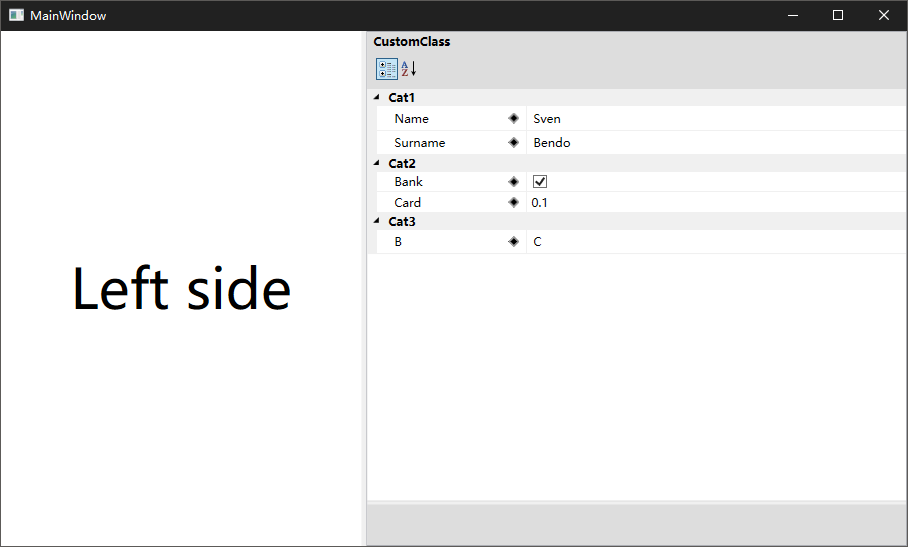 MainWindow
Left side
CustomClass
A
Z
Cat1
Name Sven
Surname Bendo
Cat2
Bank
Card 0.1
Cat3
B C